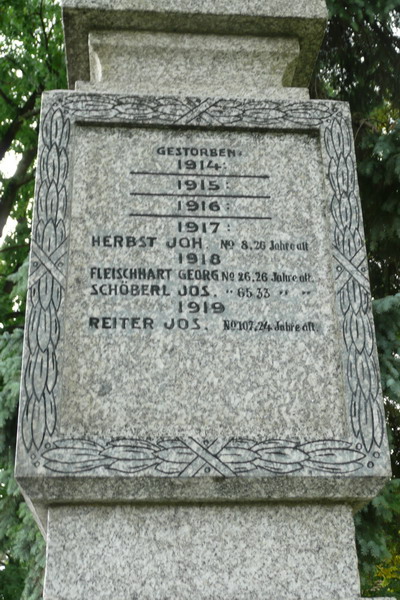 GESTORBEN:
1914:
1915:
1916:
1917:
HERBST JOH. No 8, 26 Jahre alt
1918
FLEISCHHART GEORG No 26, 26 Jahre alt.
SCHÖBERL JOS. " 65 33 " "
1919
REITER JOS. No 107, 24 Jahre alt.